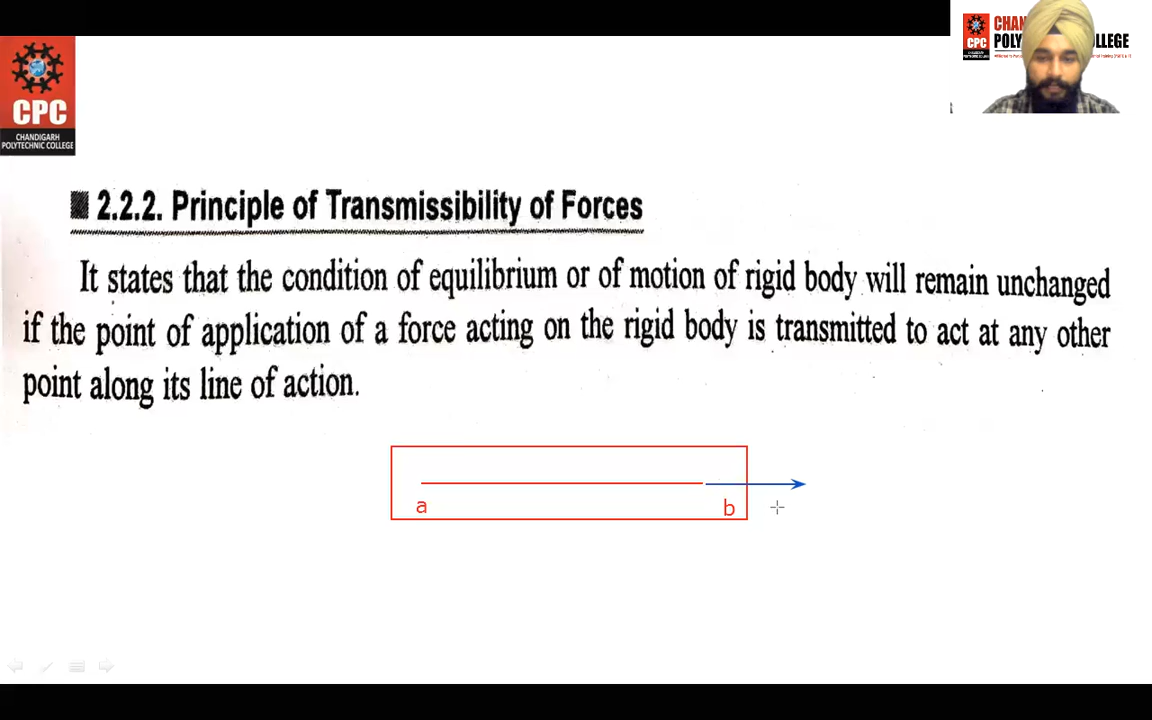 CPC
CHANDIGARH
POLYTECHNIC COLLEGE
CPC
2.2.2. Principle of Transmissibility of Forces
It states that the condition of equilibrium or of motion of rigid body will remain unchanged
if the point of application of a force acting on the rigid body is transmitted to act at any other
point along its line of action.
a
b